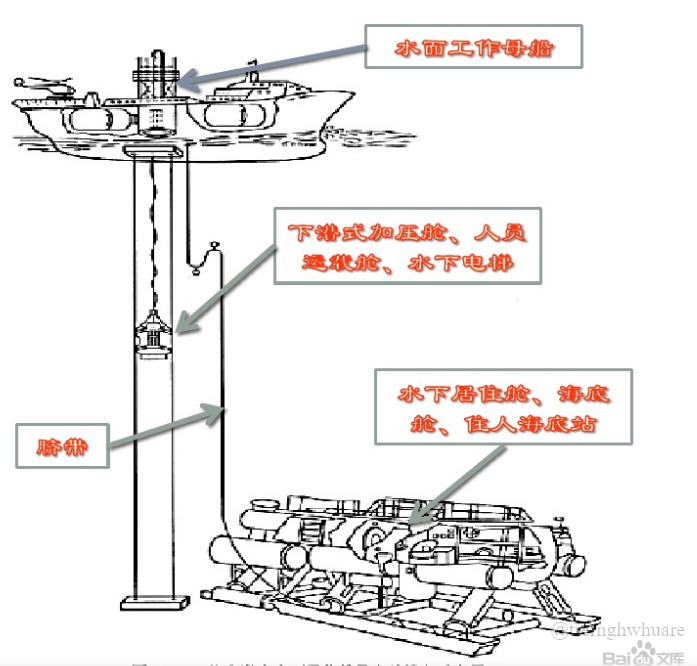 水面工作母船
下潜式加压舱、人员
运载舱、水下电梯
水下居住舱、海底
舱、住人海底站
脐带
Bai文库